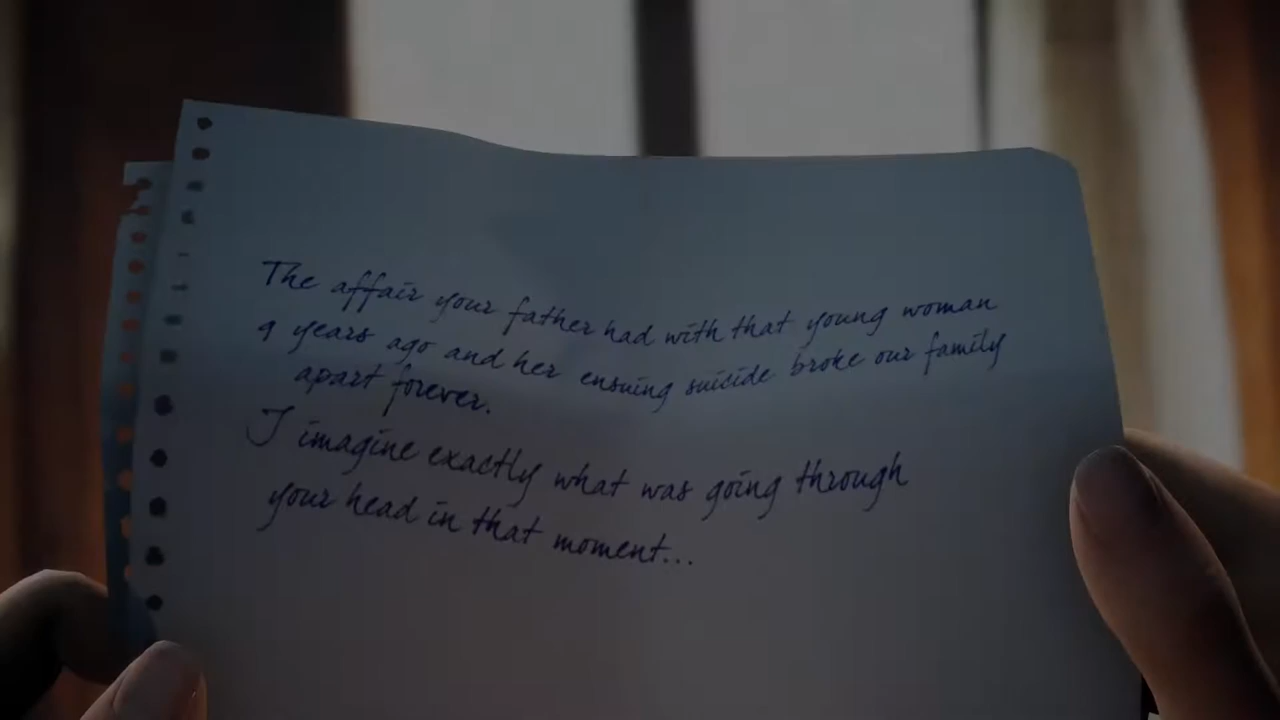 The affair your father had with that young woman
9 years ago and her ensuing suicide broke our family
apart forever.
I imagine exactly what was going through
your head in that moment...